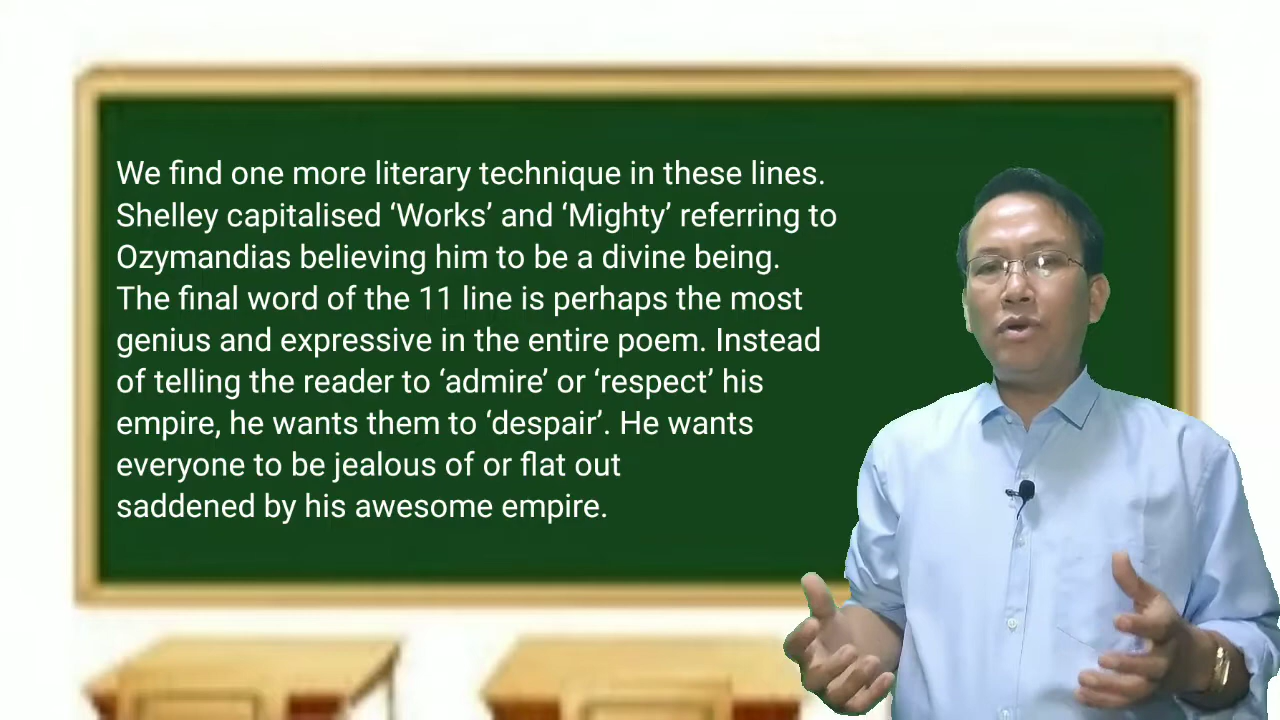 We find one more literary technique in these lines.
Shelley capitalised ‘Works’ and ‘Mighty’ referring to
Ozymandias believing him to be a divine being.
The final word of the 11 line is perhaps the most
genius and expressive in the entire poem. Instead
of telling the reader to ‘admire’ or ‘respect’ his
empire, he wants them to ‘despair’. He wants
everyone to be jealous of or flat out
saddened by his awesome empire.